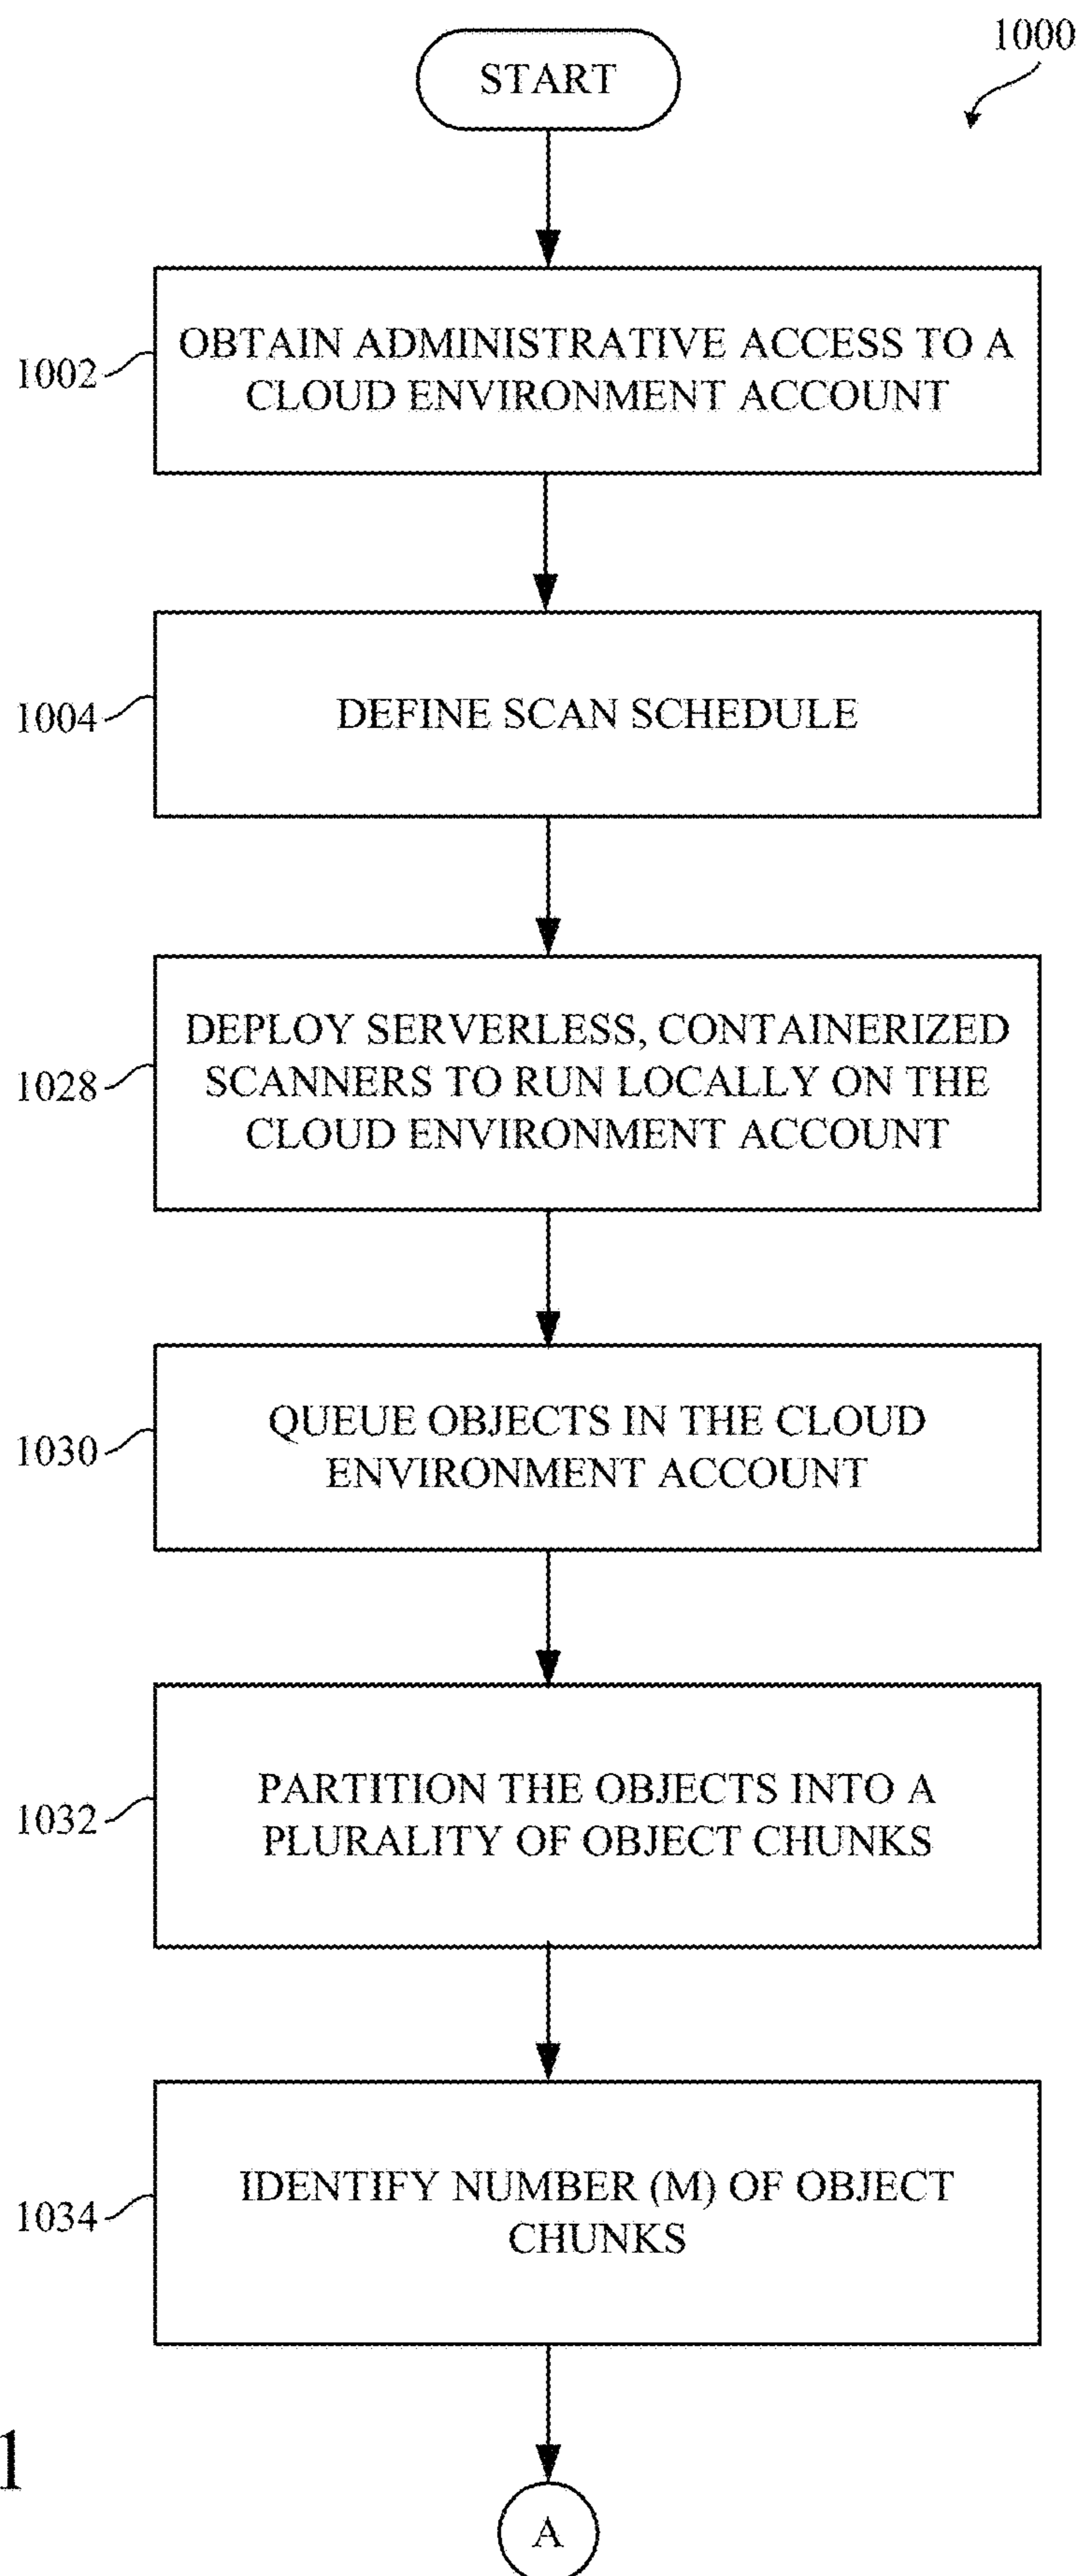 1000
START
1002
OBTAIN ADMINISTRATIVE ACCESS TO A
CLOUD ENVIRONMENT ACCOUNT
1004
DEFINE SCAN SCHEDULE
DEPLOY SERVERLESS, CONTAINERIZED
1028
SCANNERS TO RUN LOCALLY ON THE
CLOUD ENVIRONMENT ACCOUNT
1030
QUEUE OBJECTS IN THE CLOUD
ENVIRONMENT ACCOUNT
1032
PARTITION THE OBJECTS INTO A
PLURALITY OF OBJECT CHUNKS
1034
IDENTIFY NUMBER (M) OF OBJECT
CHUNKS
1
A